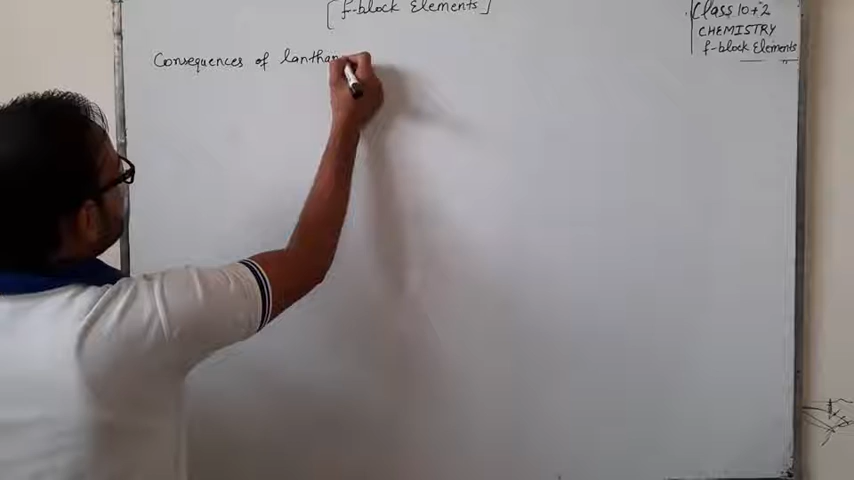 [f-block Elements]
Class 10+2
CHEMISTRY
f-block Elements
Consequences of lanthan